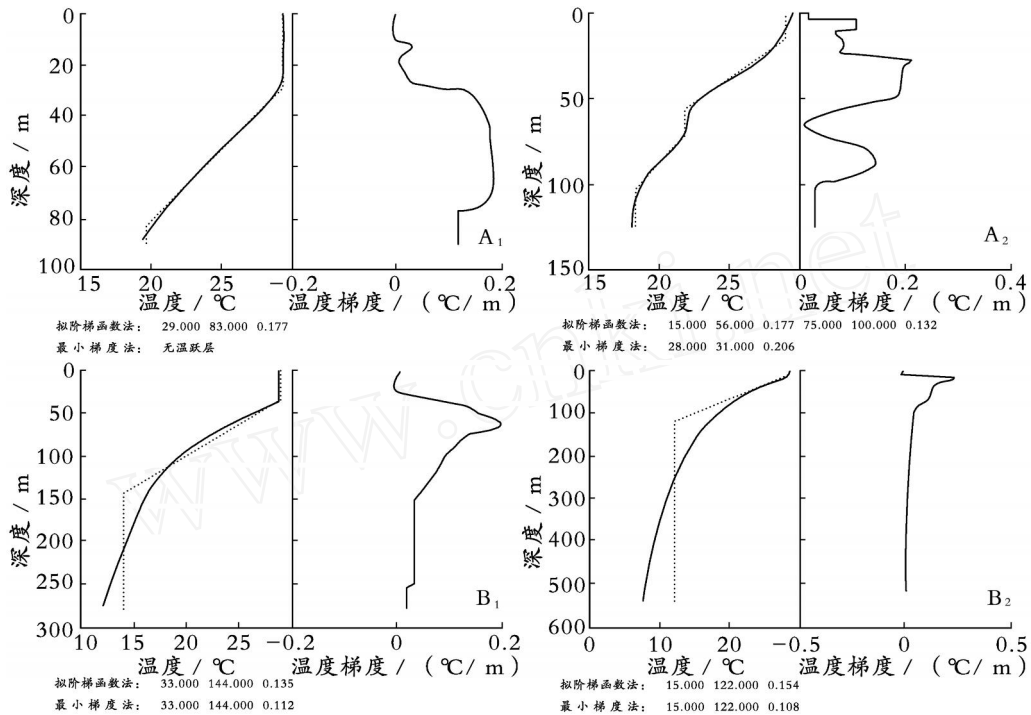 0
20
40
60
80
100
深度 / m
15
20
25
-0.2
0
0.2
温度 / ℃
温度梯度 / (℃/ m)
A1
拟阶梯函数法: 29.000 83.000 0.177
最小梯度法: 无温跃层
0
50
100
150
深度 / m
15
20
25
0
0.2
0.4
温度 / ℃
温度梯度 / (℃/ m)
A2
拟阶梯函数法: 15.000 56.000 0.177 75.000 100.000 0.132
最小梯度法: 28.000 31.000 0.206
0
50
100
150
200
250
300
深度 / m
10
15
20
25
-0.2
0
0.2
温度 / ℃
温度梯度 / (℃/ m)
B1
拟阶梯函数法: 33.000 144.000 0.135
最小梯度法: 33.000 144.000 0.112
0
100
200
300
400
500
600
深度 / m
0
10
20
-0.5
0
0.5
温度 / ℃
温度梯度 / (℃/ m)
B2
拟阶梯函数法: 15.000 122.000 0.154
最小梯度法: 15.000 122.000 0.108
www.cnki.net